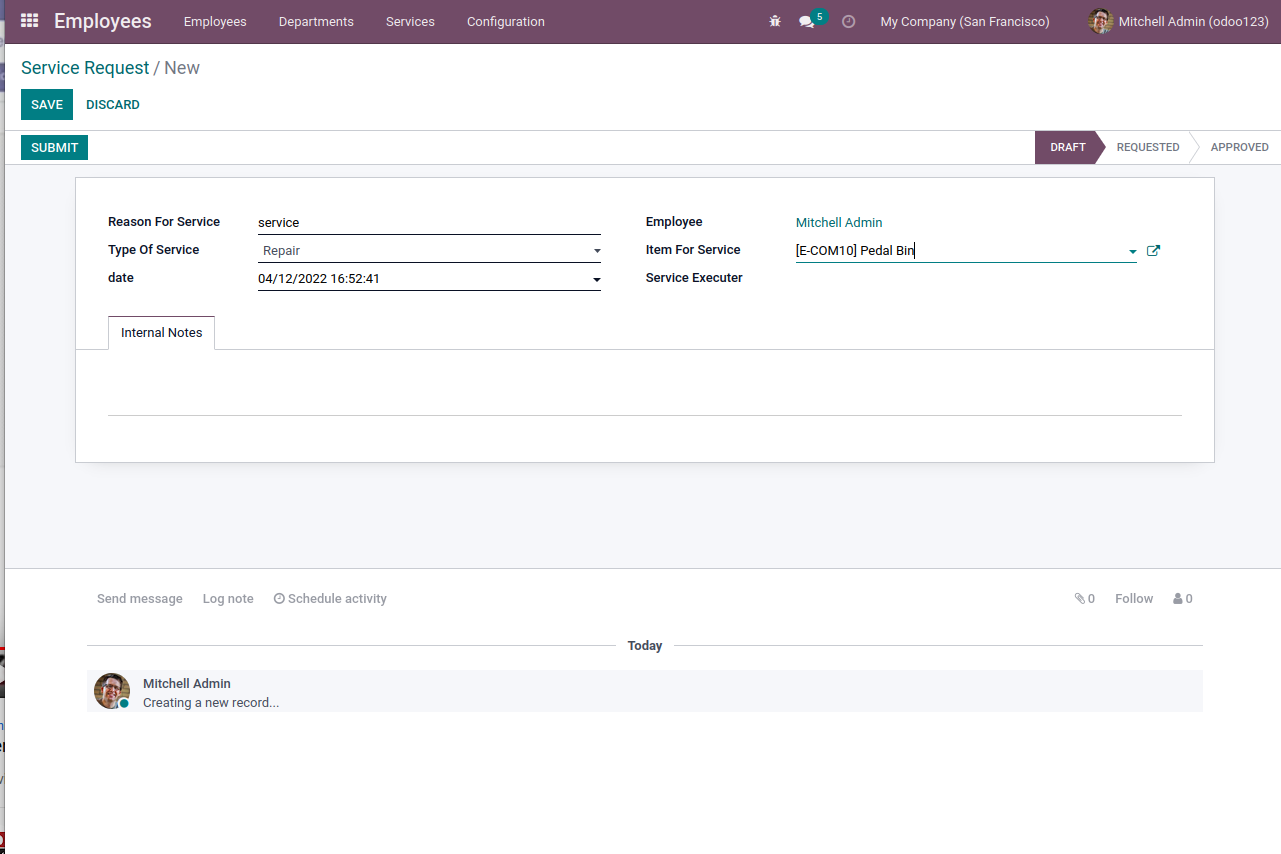 Employees Employees Departments Services Configuration 5 My Company (San Francisco) Mitchell Admin (odoo123)
Service Request / New
SAVE DISCARD
SUBMIT DRAFT REQUESTED APPROVED
Reason For Service service Employee Mitchell Admin
Type Of Service Repair Item For Service [E-COM10] Pedal Bin
date 04/12/2022 16:52:41 Service Executer
Internal Notes
Send message Log note Schedule activity 0 Follow 0
Today
Mitchell Admin
Creating a new record...